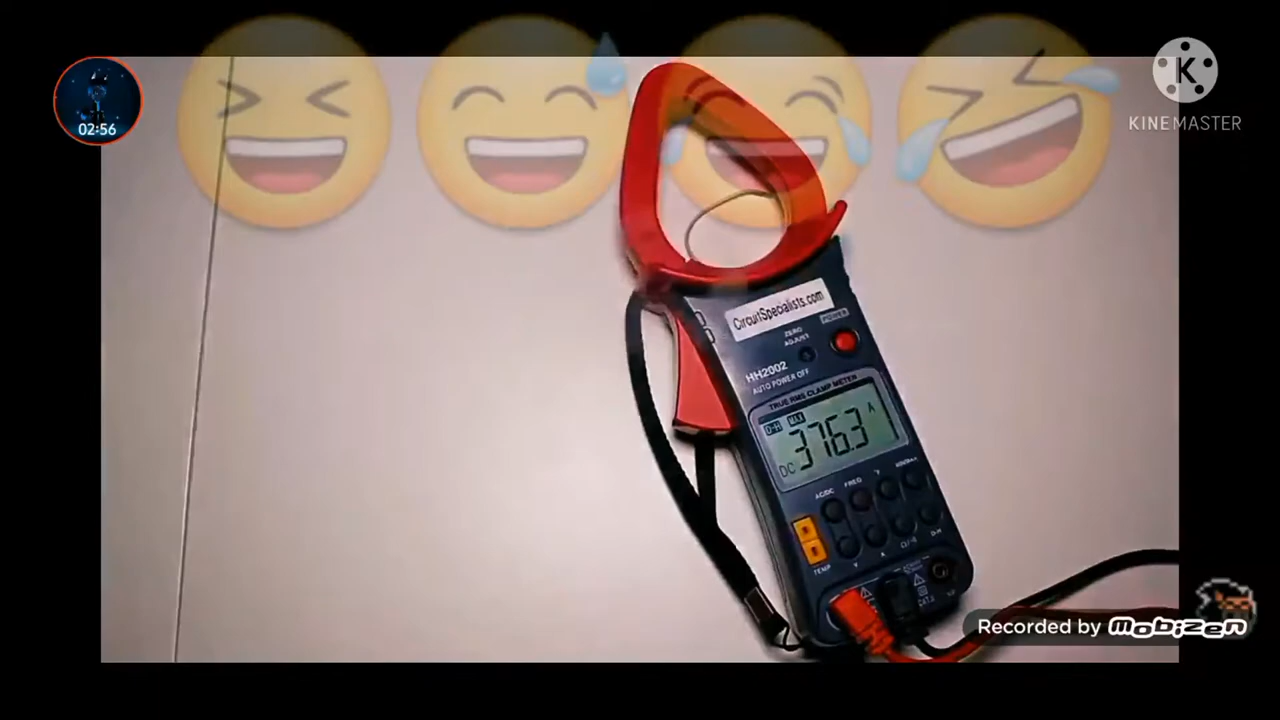 02:56
K
KINEMASTER
CircuitSpecialists.com
POWER
ZERO
ADJUST
HH2002
AUTO POWER OFF
TRUE RMS CLAMP METER
D-H MAX
DC 376.3 A
AC/DC FREQ
TEMP V A D-H
Recorded by mobizen